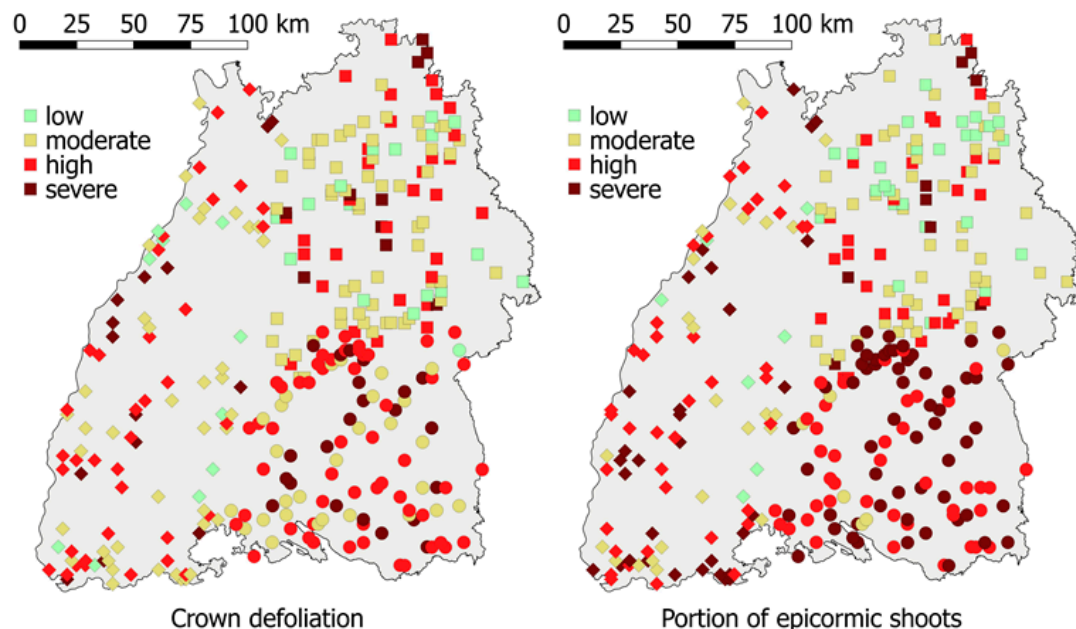 0 25 50 75 100 km
low
moderate
high
severe
Crown defoliation
0 25 50 75 100 km
low
moderate
high
severe
Portion of epicormic shoots